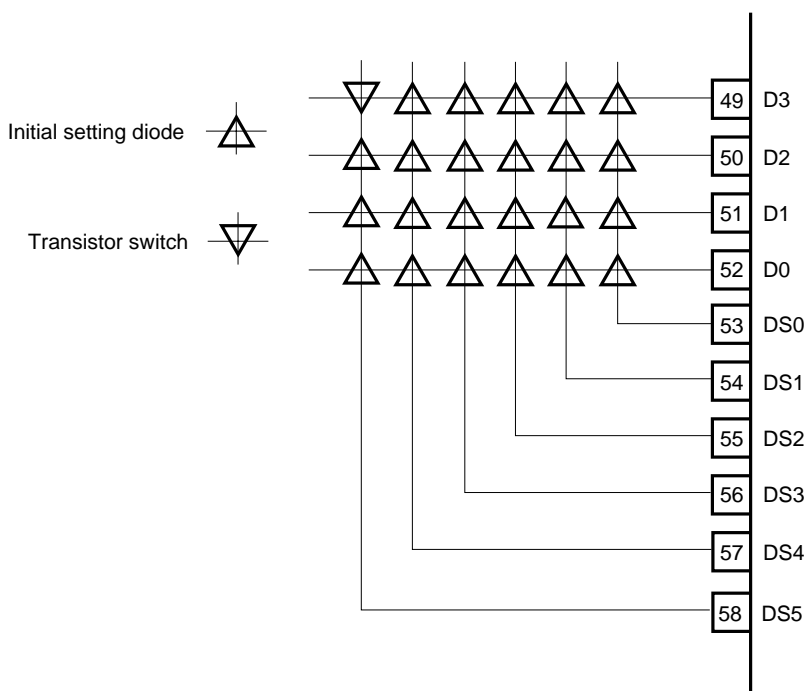 49 D3
Initial setting diode
50 D2
51 D1
Transistor switch
52 D0
53 DS0
54 DS1
55 DS2
56 DS3
57 DS4
58 DS5